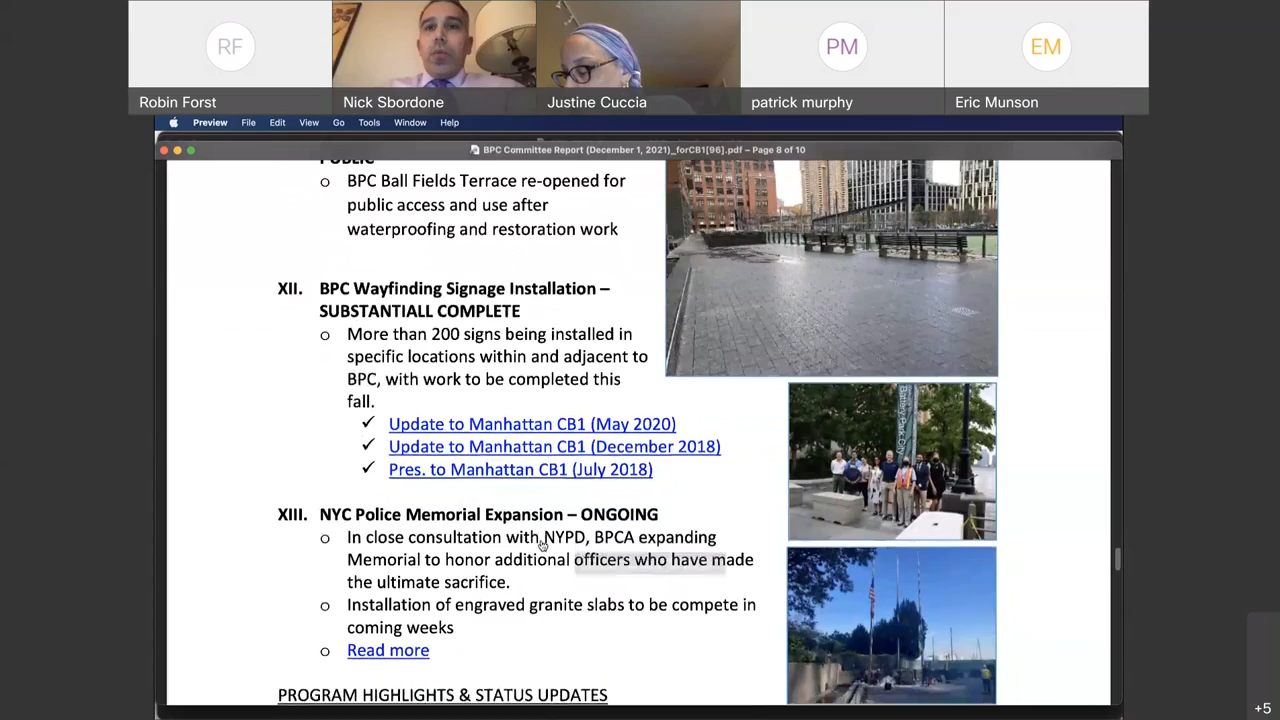 RF
PM
EM
Robin Forst
Nick Sbordone
Justine Cuccia
patrick murphy
Eric Munson
Preview File Edit View Go Tools Window Help
BPC Committee Report (December 1, 2021)_forCB1[96].pdf – Page 8 of 10
PUBLIC
o BPC Ball Fields Terrace re-opened for
public access and use after
waterproofing and restoration work
XII. BPC Wayfinding Signage Installation –
SUBSTANTIALL COMPLETE
o More than 200 signs being installed in
specific locations within and adjacent to
BPC, with work to be completed this
fall.
✓ Update to Manhattan CB1 (May 2020)
✓ Update to Manhattan CB1 (December 2018)
✓ Pres. to Manhattan CB1 (July 2018)
XIII. NYC Police Memorial Expansion – ONGOING
o In close consultation with NYPD, BPCA expanding
Memorial to honor additional officers who have made
the ultimate sacrifice.
o Installation of engraved granite slabs to be compete in
coming weeks
o Read more
PROGRAM HIGHLIGHTS & STATUS UPDATES
Battery Park City
+5